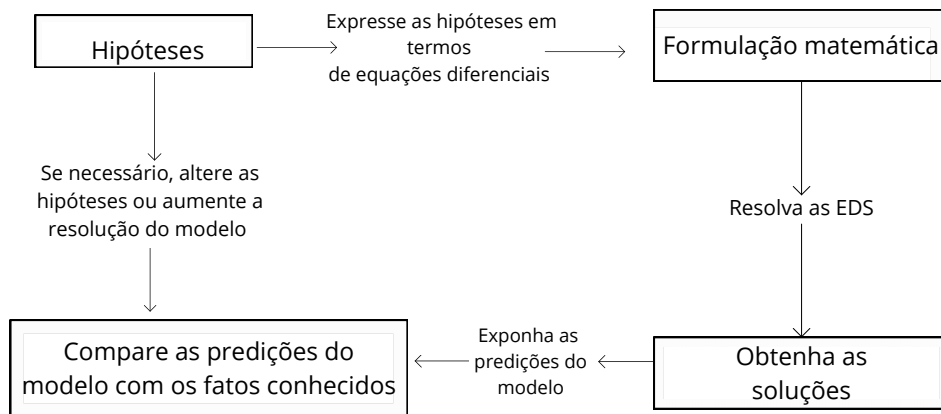 Hipóteses
Expresse as hipóteses em
termos
de equações diferenciais
Formulação matemática
Se necessário, altere as
hipóteses ou aumente a
resolução do modelo
Resolva as EDS
Compare as predições do
modelo com os fatos conhecidos
Exponha as
predições do
modelo
Obtenha as
soluções